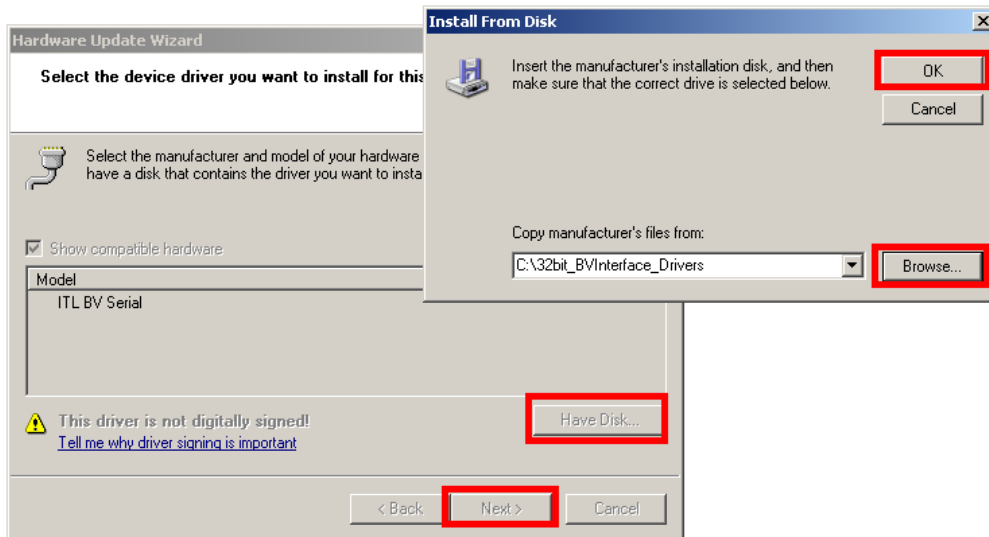 Hardware Update Wizard
Select the device driver you want to install for this
Select the manufacturer and model of your hardware
have a disk that contains the driver you want to insta
Show compatible hardware
Model
ITL BV Serial
This driver is not digitally signed!
Tell me why driver signing is important
Have Disk...
< Back
Next >
Cancel
Install From Disk
Insert the manufacturer's installation disk, and then
make sure that the correct drive is selected below.
OK
Cancel
Copy manufacturer's files from:
C:\32bit_BVInterface_Drivers
Browse...